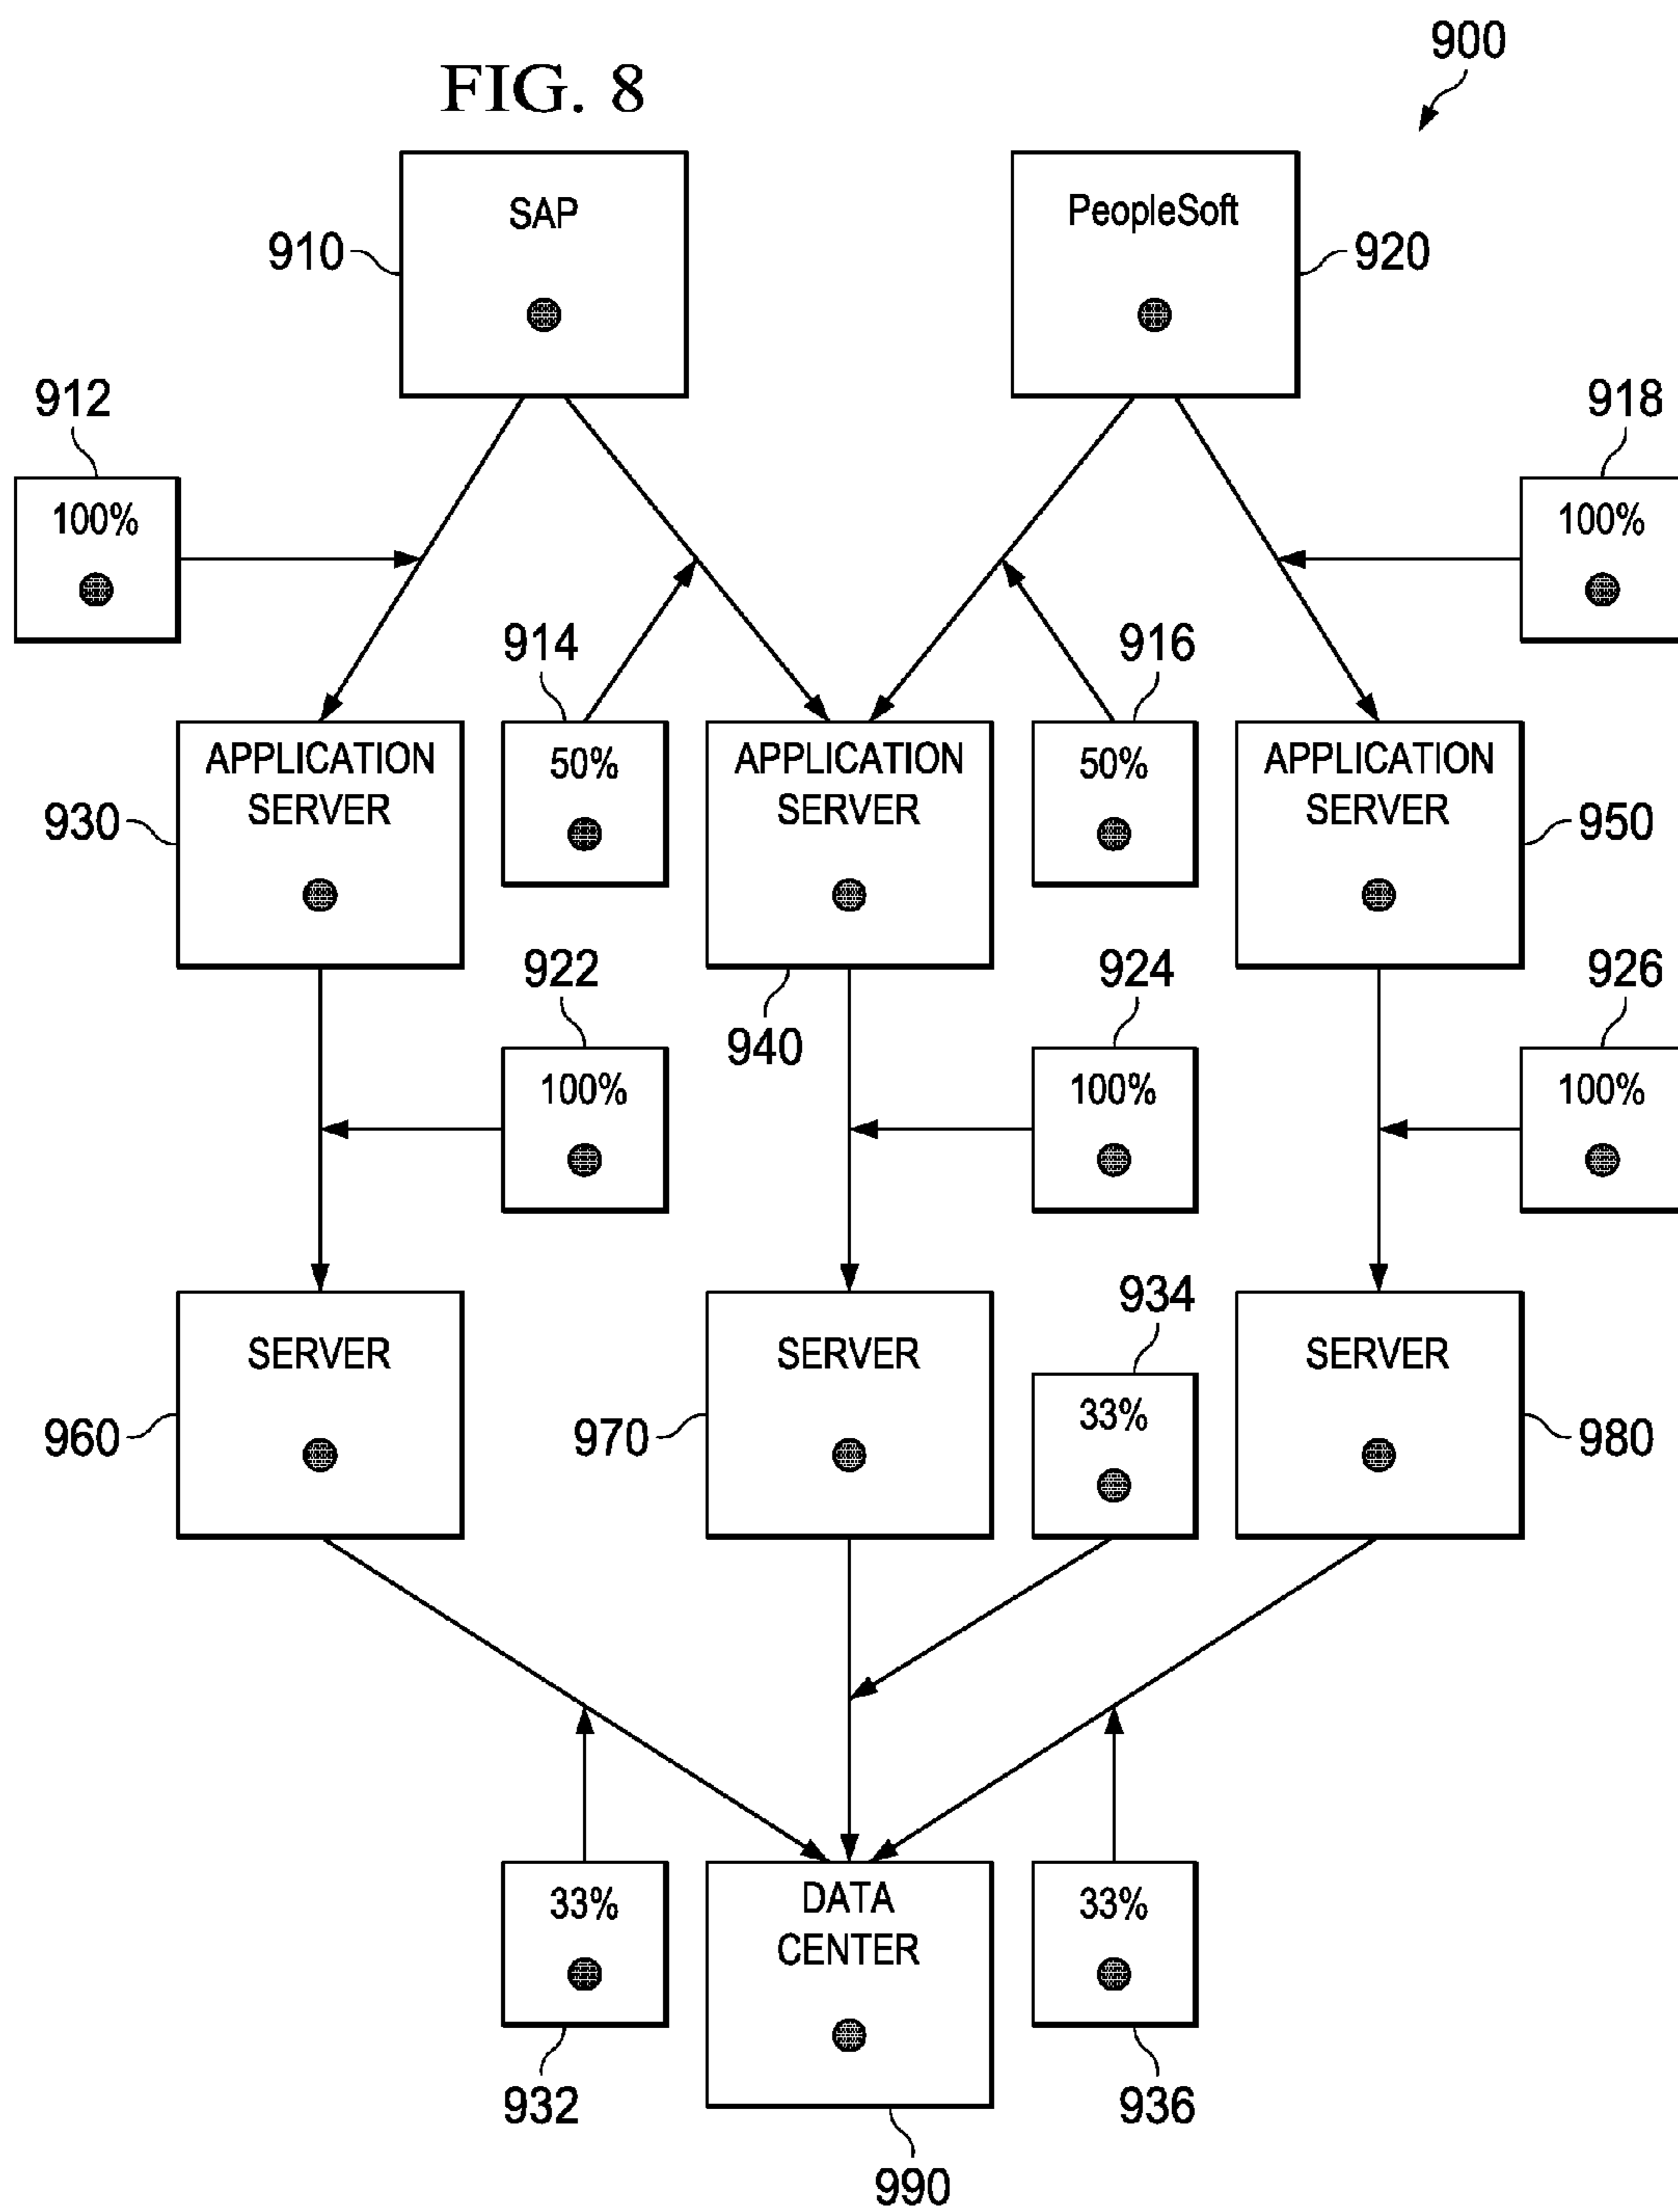 900
FIG. 8
SAP
PeopleSoft
910
920
912
918
100%
100%
914
916
APPLICATION
SERVER
50%
APPLICATION
SERVER
50%
APPLICATION
SERVER
930
950
922
924
926
940
100%
100%
100%
934
SERVER
SERVER
SERVER
33%
960
970
980
33%
DATA
CENTER
33%
932
936
990